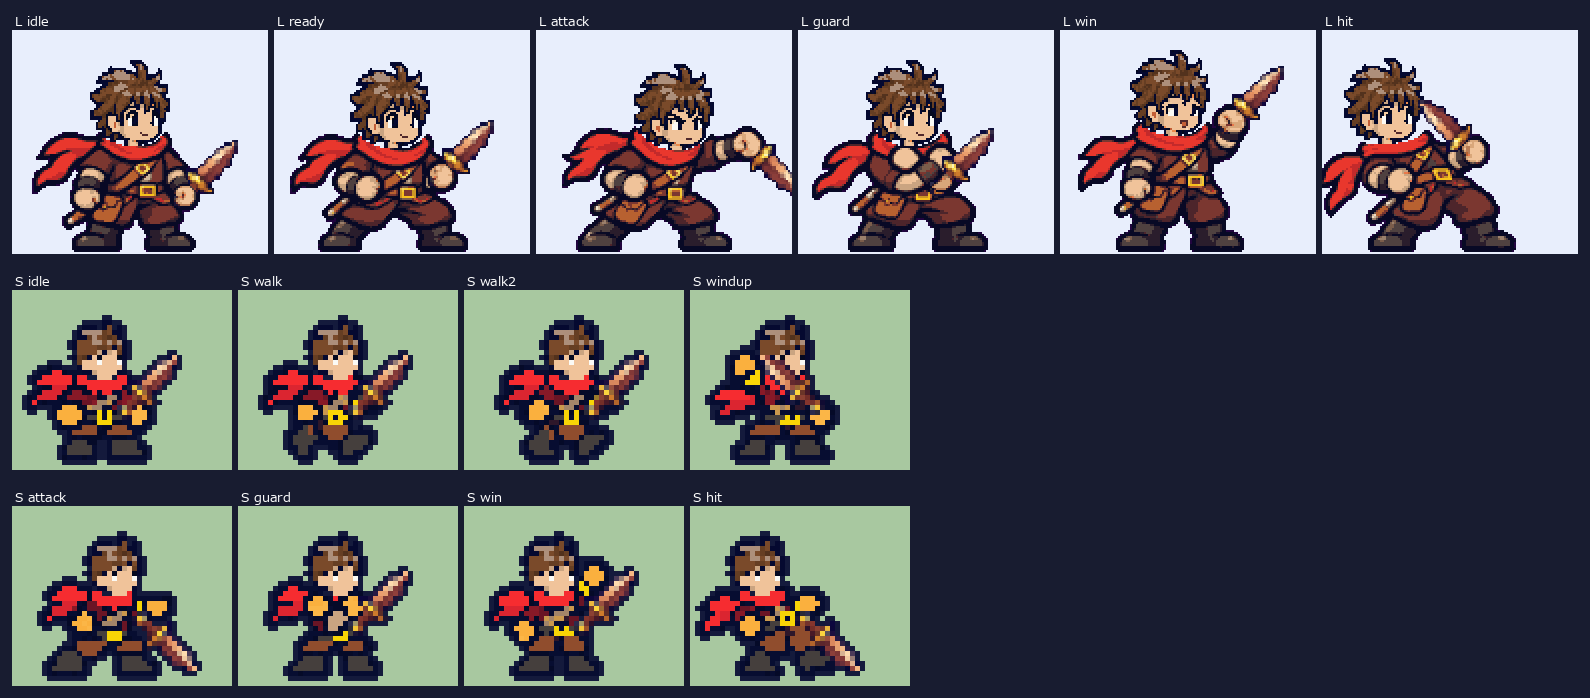 L idle
L ready
L attack
L guard
L win
L hit
S idle
S walk
S walk2
S windup
S attack
S guard
S win
S hit